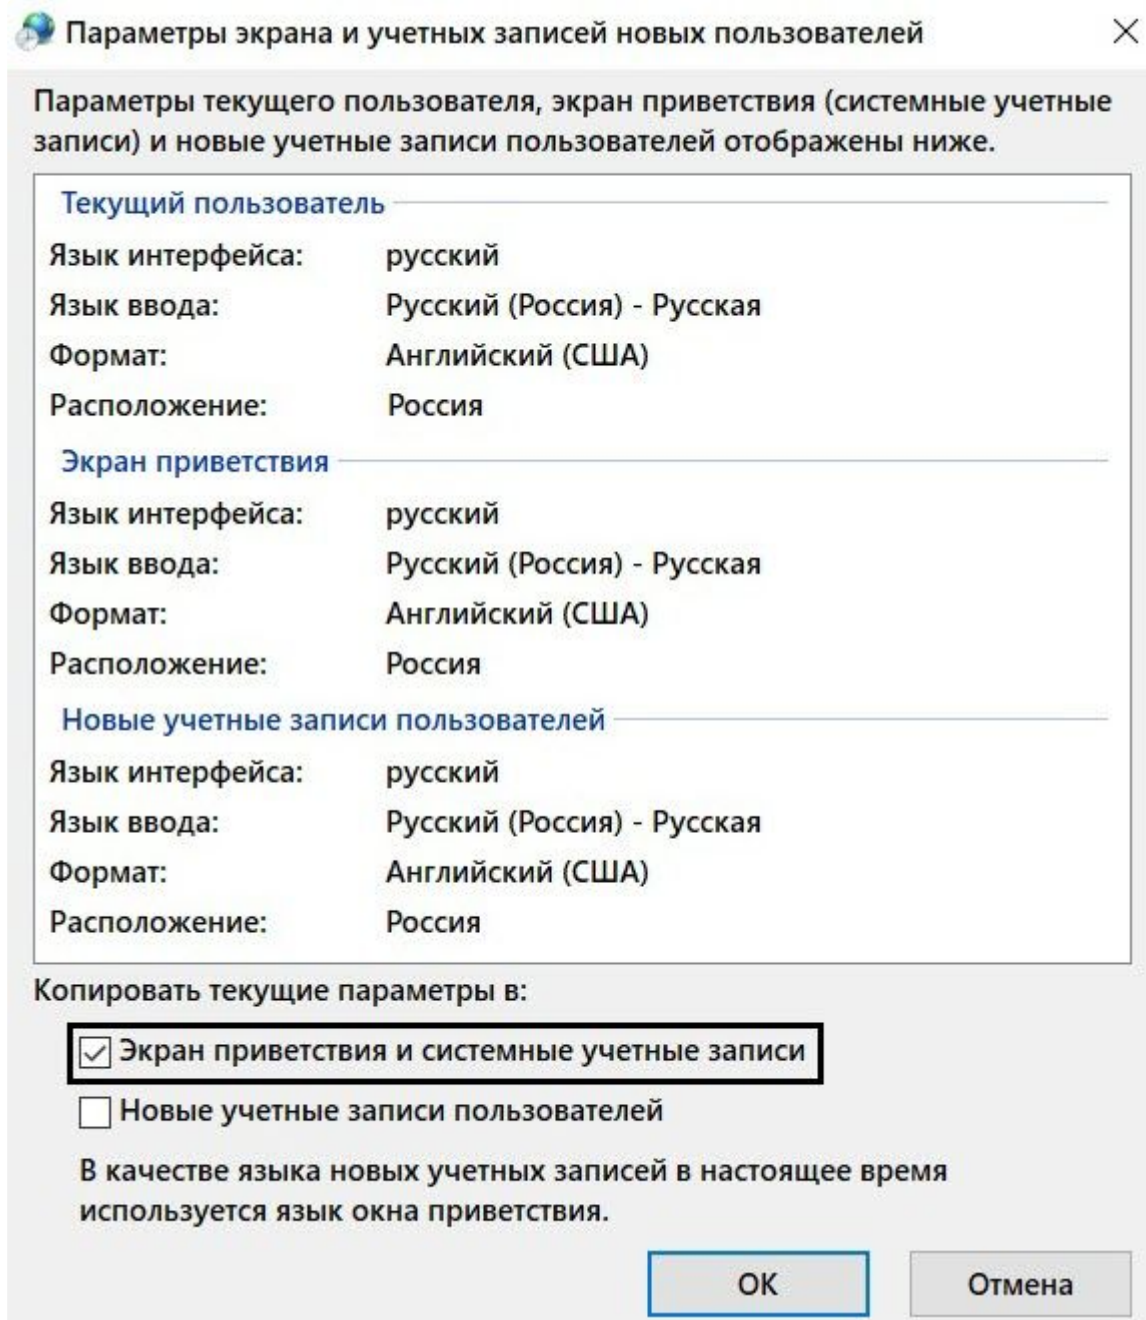 Параметры экрана и учетных записей новых пользователей
Параметры текущего пользователя, экран приветствия (системные учетные
записи) и новые учетные записи пользователей отображены ниже.
Текущий пользователь
Язык интерфейса: русский
Язык ввода: Русский (Россия) - Русская
Формат: Английский (США)
Расположение: Россия
Экран приветствия
Язык интерфейса: русский
Язык ввода: Русский (Россия) - Русская
Формат: Английский (США)
Расположение: Россия
Новые учетные записи пользователей
Язык интерфейса: русский
Язык ввода: Русский (Россия) - Русская
Формат: Английский (США)
Расположение: Россия
Копировать текущие параметры в:
Экран приветствия и системные учетные записи
Новые учетные записи пользователей
В качестве языка новых учетных записей в настоящее время
используется язык окна приветствия.
ОК Отмена